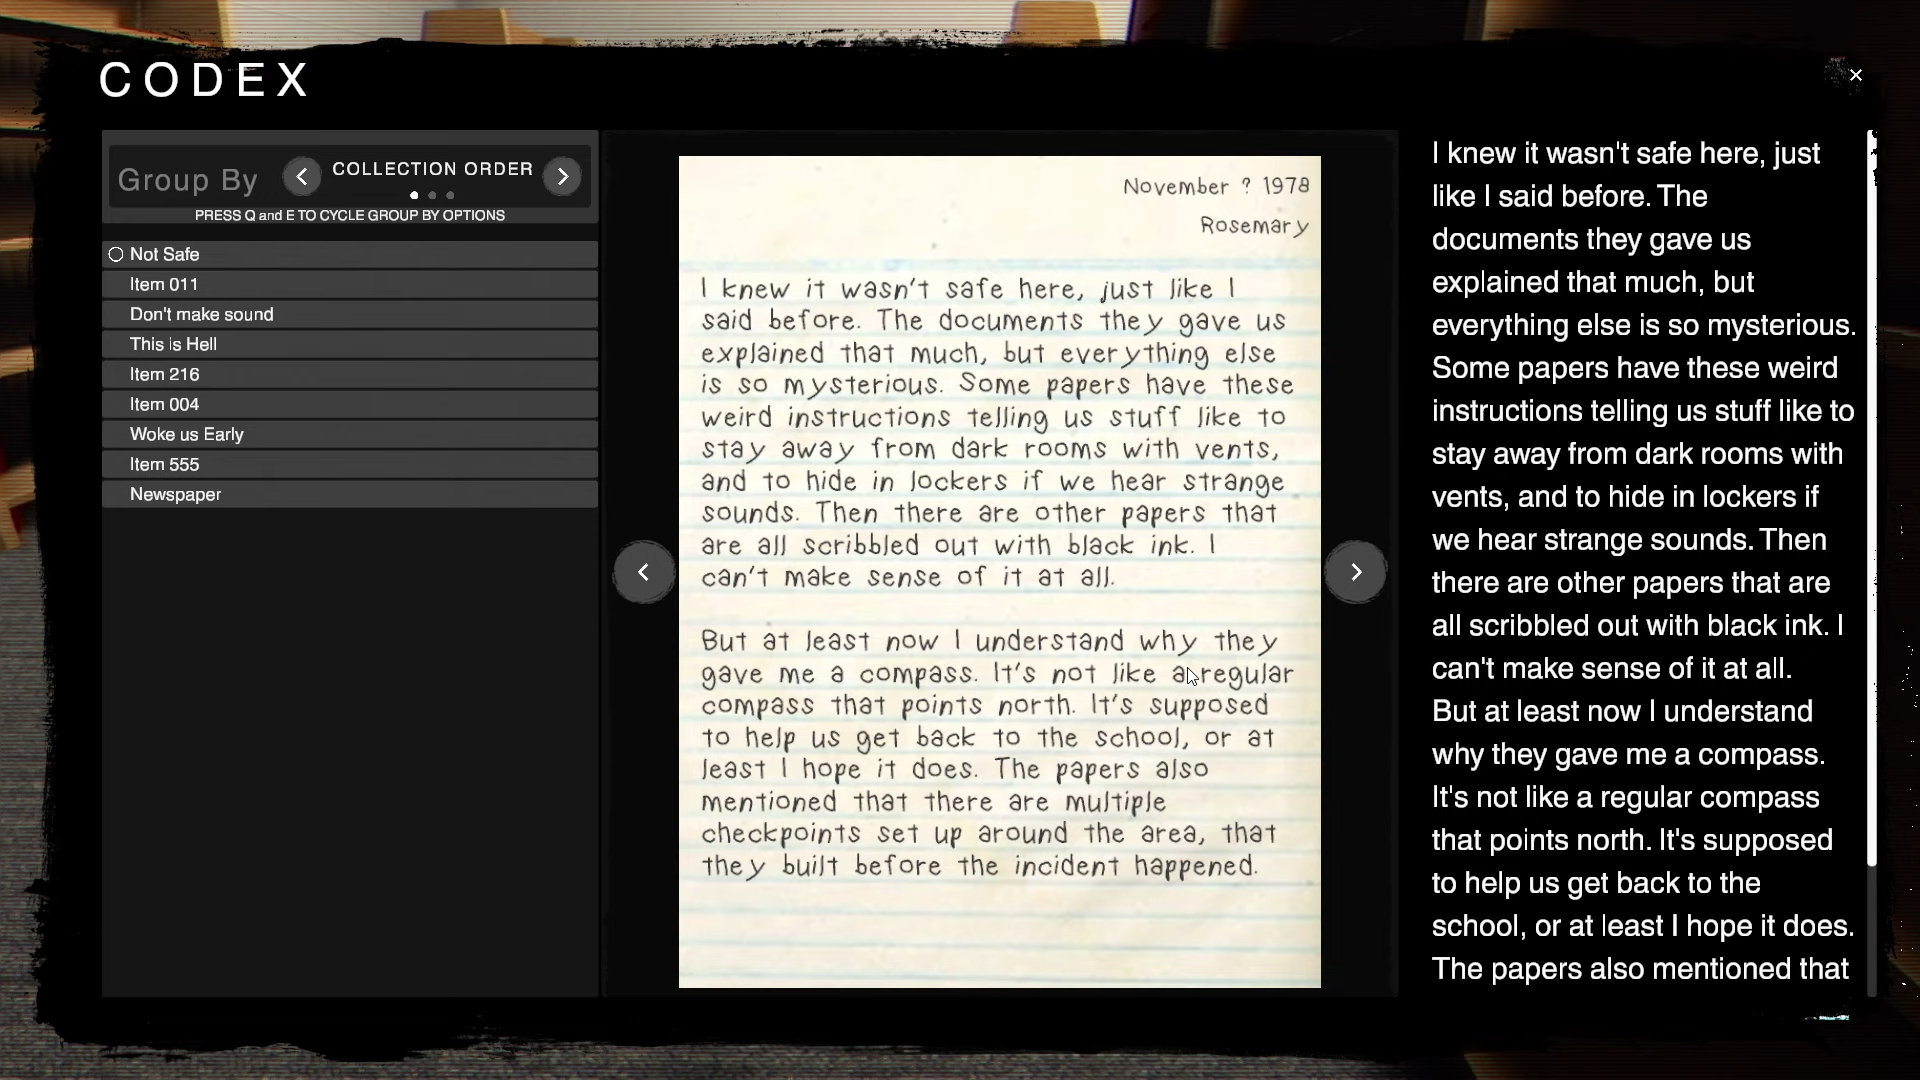 CODEX
×
Group By
COLLECTION ORDER
PRESS Q and E TO CYCLE GROUP BY OPTIONS
Not Safe
Item 011
Don't make sound
This is Hell
Item 216
Item 004
Woke us Early
Item 555
Newspaper
November ? 1978
Rosemary
I knew it wasn't safe here, just like I
said before. The documents they gave us
explained that much, but everything else
is so mysterious. Some papers have these
weird instructions telling us stuff like to
stay away from dark rooms with vents,
and to hide in lockers if we hear strange
sounds. Then there are other papers that
are all scribbled out with black ink. I
can't make sense of it at all.
But at least now I understand why they
gave me a compass. It's not like a regular
compass that points north. It's supposed
to help us get back to the school, or at
least I hope it does. The papers also
mentioned that there are multiple
checkpoints set up around the area, that
they built before the incident happened.
I knew it wasn't safe here, just
like I said before. The
documents they gave us
explained that much, but
everything else is so mysterious.
Some papers have these weird
instructions telling us stuff like to
stay away from dark rooms with
vents, and to hide in lockers if
we hear strange sounds. Then
there are other papers that are
all scribbled out with black ink. I
can't make sense of it at all.
But at least now I understand
why they gave me a compass.
It's not like a regular compass
that points north. It's supposed
to help us get back to the
school, or at least I hope it does.
The papers also mentioned that